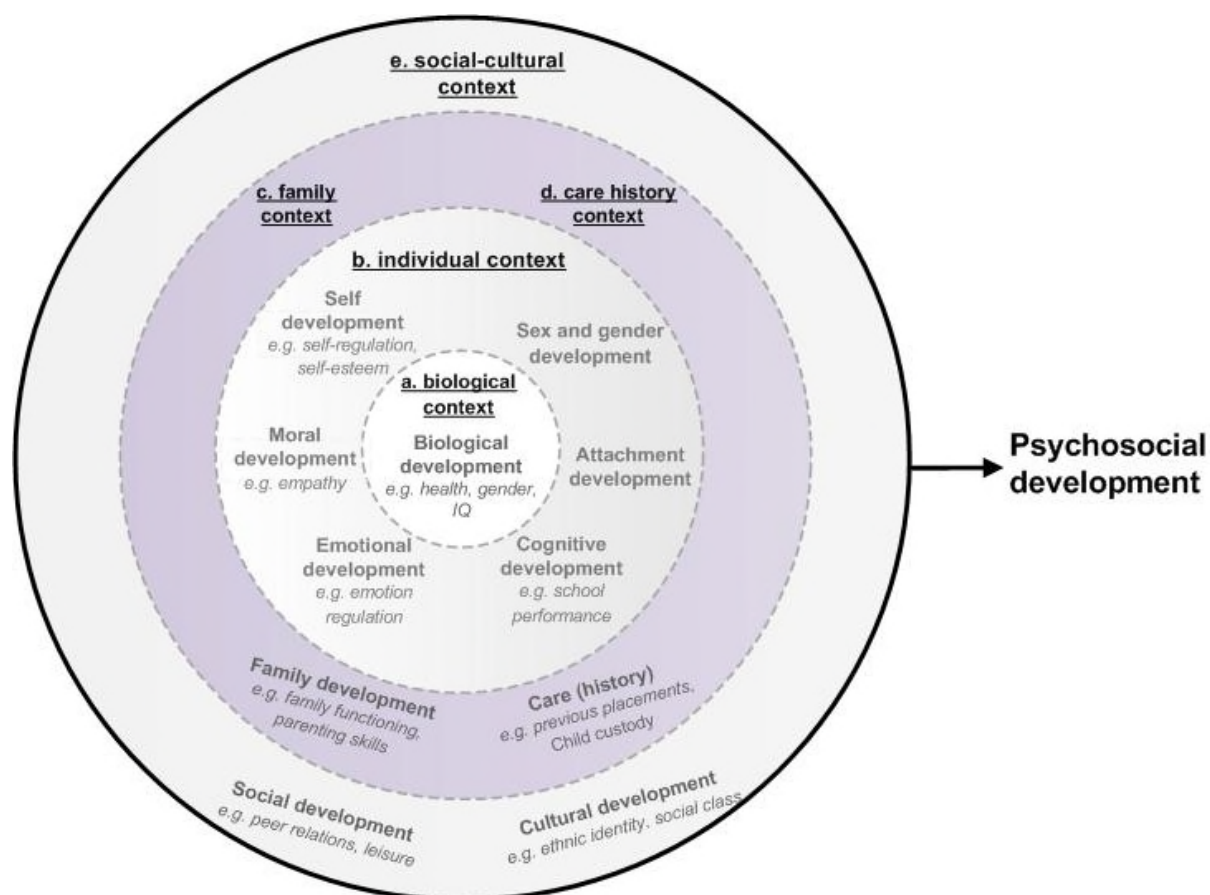 e. social-cultural
context
c. family
context
d. care history
context
b. individual context
Self
development
e.g. self-regulation,
self-esteem
Sex and gender
development
a. biological
context
Biological
development
e.g. health, gender,
IQ
Moral
development
e.g. empathy
Attachment
development
Emotional
development
e.g. emotion
regulation
Cognitive
development
e.g. school
performance
Family development
e.g. family functioning,
parenting skills
Care (history)
e.g. previous placements,
Child custody
Social development
e.g. peer relations, leisure
Cultural development
e.g. ethnic identity, social class
Psychosocial
development